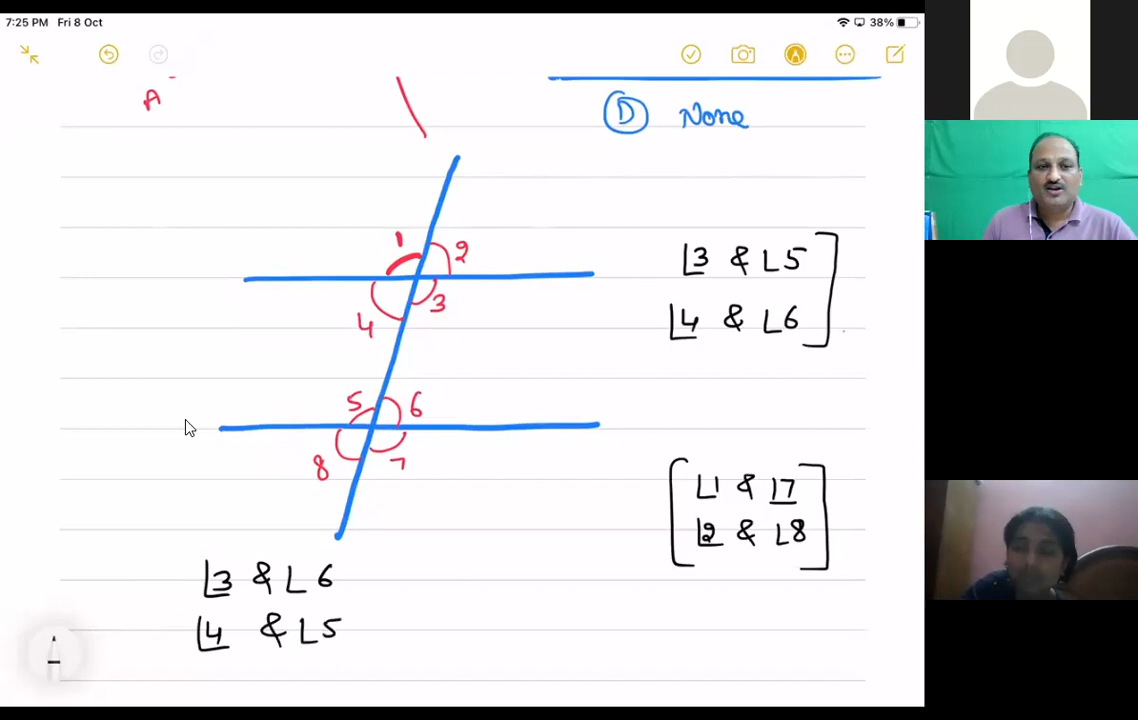 7:25 PM Fri 8 Oct
38%
A
D None
1
2
3
4
∠3 & ∠5
∠4 & ∠6
5
6
7
8
∠1 & ∠7
∠2 & ∠8
∠3 & ∠6
∠4 & ∠5